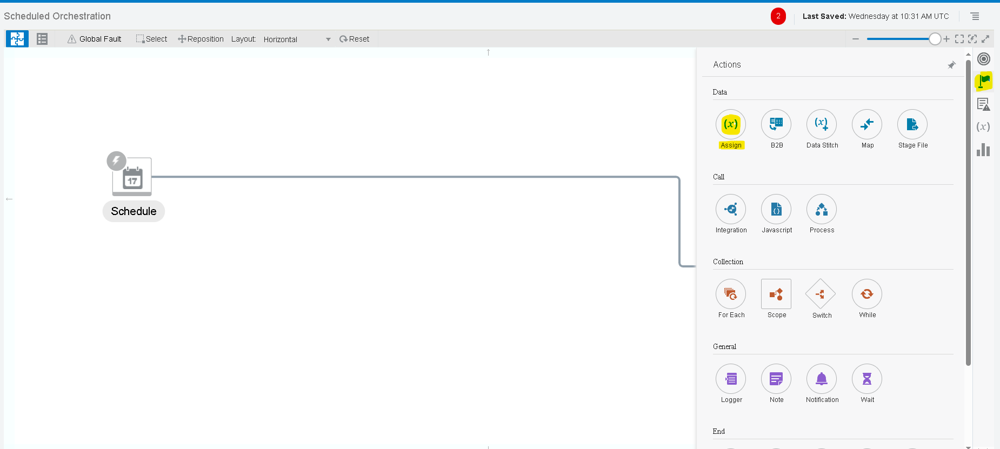 Scheduled Orchestration
2
Last Saved: Wednesday at 10:31 AM UTC
Global Fault
Select
Reposition
Layout:
Horizontal
Reset
Actions
Data
(x)
(x)
Assign
B2B
Data Stitch
Map
Stage File
(x)
Call
{}
Integration
Javascript
Process
17
Schedule
Collection
For Each
Scope
Switch
While
General
Logger
Note
Notification
Wait
End